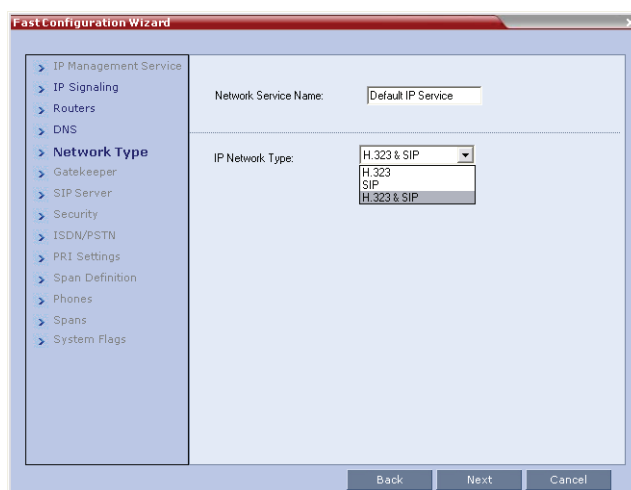 Fast Configuration Wizard
IP Management Service
IP Signaling
Routers
DNS
Network Type
Gatekeeper
SIP Server
Security
ISDN/PSTN
PRI Settings
Span Definition
Phones
Spans
System Flags
Network Service Name: Default IP Service
IP Network Type: H.323 & SIP
H.323
SIP
H.323 & SIP
Back Next Cancel